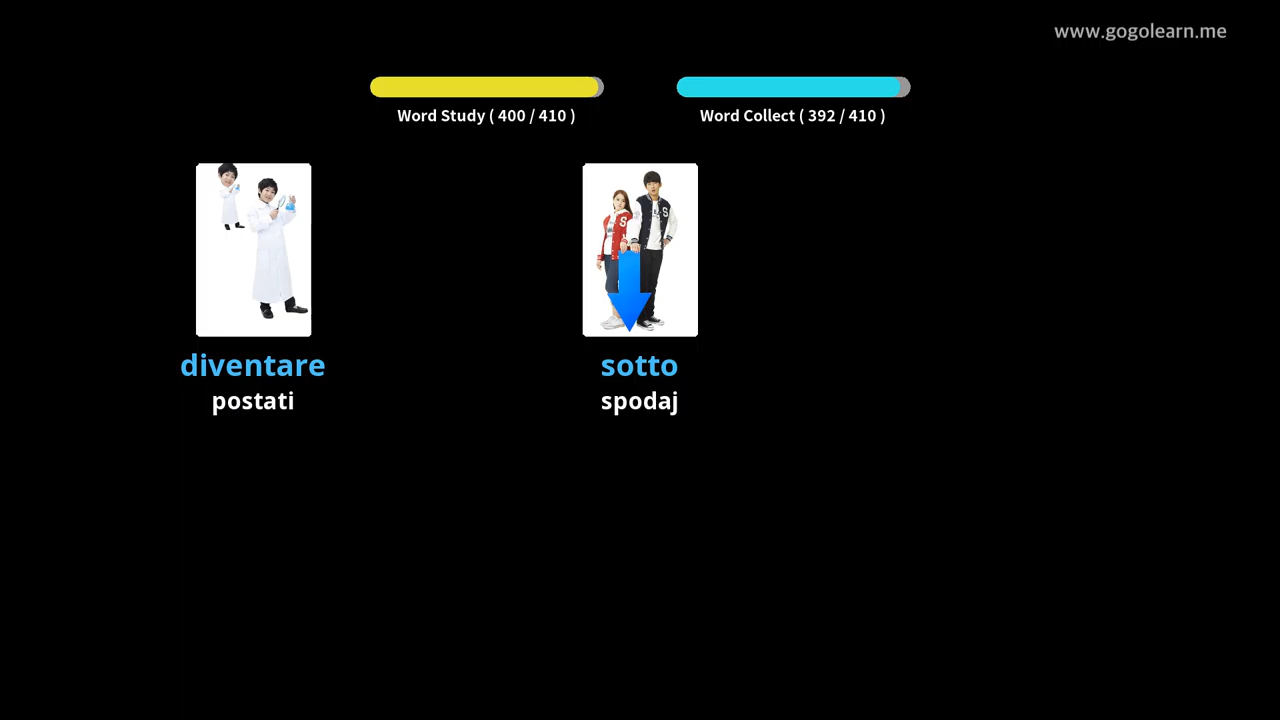 www.gogolearn.me
Word Study ( 400 / 410 )
Word Collect ( 392 / 410 )
S
S
diventare
sotto
postati
spodaj